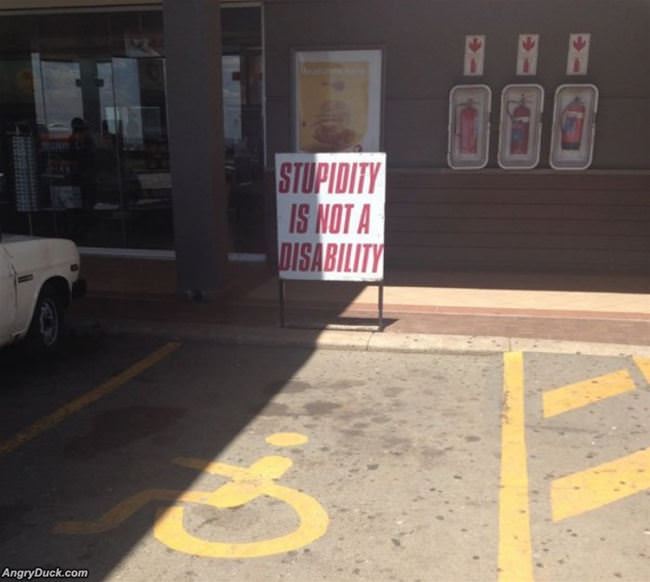 STUPIDITY
IS NOT A
DISABILITY
AngryDuck.com